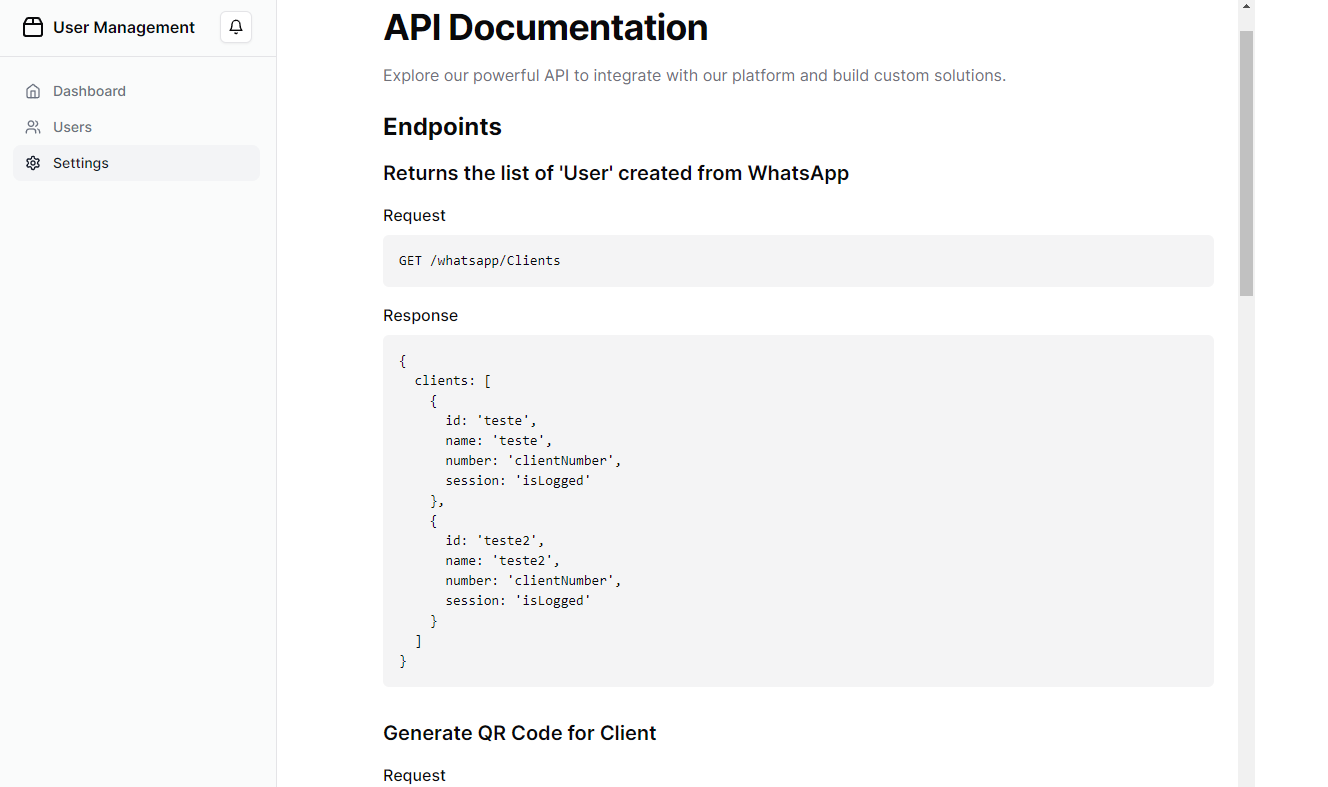 User Management
Dashboard
Users
Settings
API Documentation
Explore our powerful API to integrate with our platform and build custom solutions.
Endpoints
Returns the list of 'User' created from WhatsApp
Request
GET /whatsapp/Clients
Response
{
  clients: [
    {
      id: 'teste',
      name: 'teste',
      number: 'clientNumber',
      session: 'isLogged'
    },
    {
      id: 'teste2',
      name: 'teste2',
      number: 'clientNumber',
      session: 'isLogged'
    }
  ]
}
Generate QR Code for Client
Request